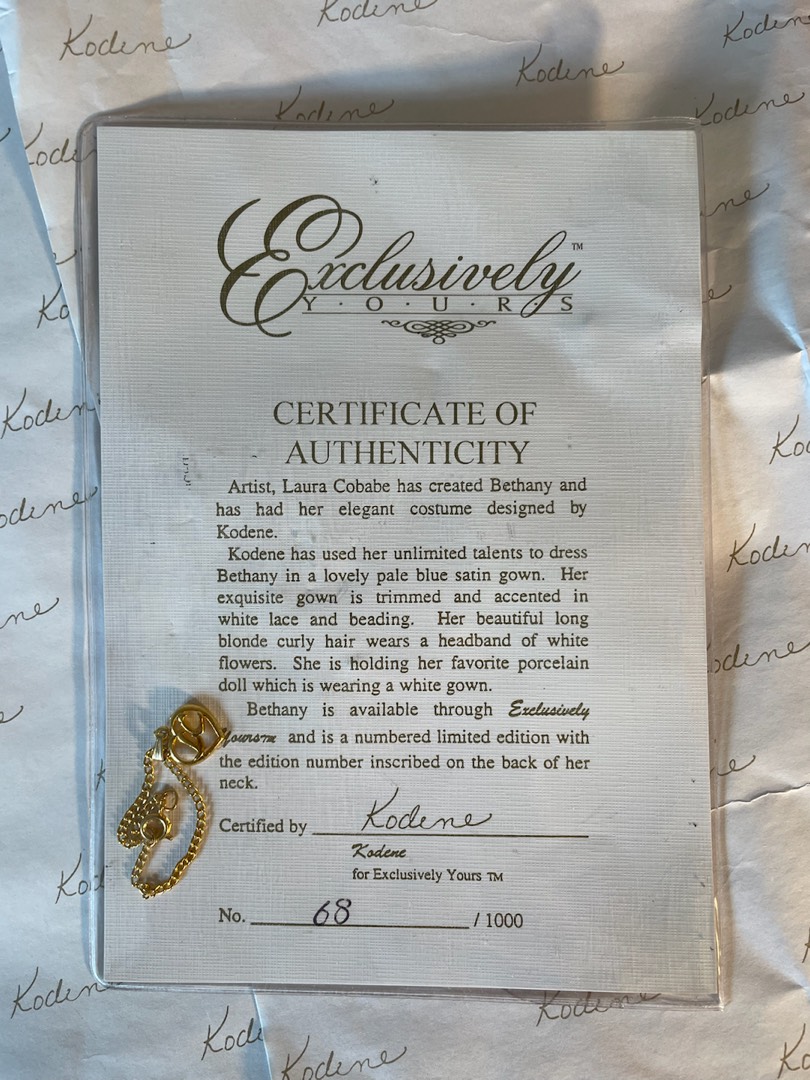 Kodene
Kodene
Kodene
Kodene
Kodene
Kodene
Exclusively™
Y·O·U·R·S
CERTIFICATE OF
AUTHENTICITY
Artist, Laura Cobabe has created Bethany and
has had her elegant costume designed by
Kodene.
Kodene has used her unlimited talents to dress
Bethany in a lovely pale blue satin gown. Her
exquisite gown is trimmed and accented in
white lace and beading. Her beautiful long
blonde curly hair wears a headband of white
flowers. She is holding her favorite porcelain
doll which is wearing a white gown.
Bethany is available through Exclusively
Yours™ and is a numbered limited edition with
the edition number inscribed on the back of her
neck.
Certified by Kodene
Kodene
for Exclusively Yours TM
No. 68 / 1000
Kodene
Kodene